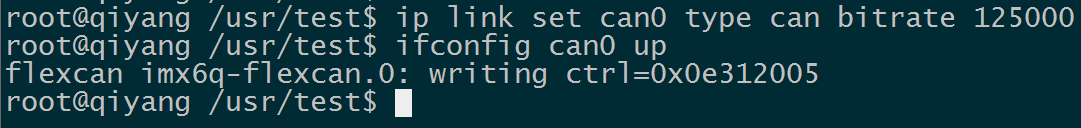 root@qiyang /usr/test$ ip link set can0 type can bitrate 125000
root@qiyang /usr/test$ ifconfig can0 up
flexcan imx6q-flexcan.0: writing ctrl=0x0e312005
root@qiyang /usr/test$